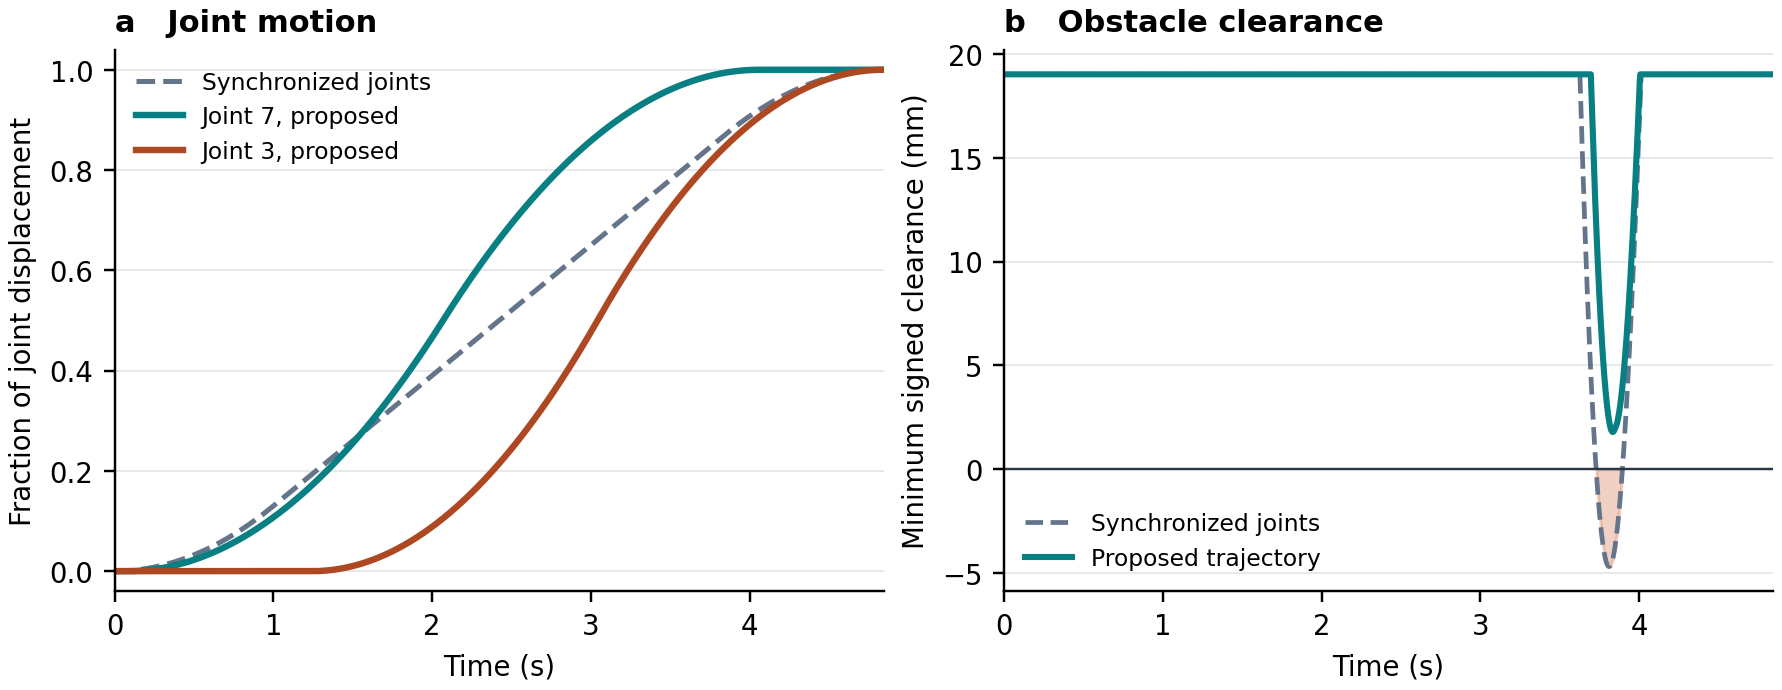 a Joint motion
Fraction of joint displacement
1.0
0.8
0.6
0.4
0.2
0.0
Synchronized joints
Joint 7, proposed
Joint 3, proposed
0 1 2 3 4
Time (s)
b Obstacle clearance
Minimum signed clearance (mm)
20
15
10
5
0
−5
Synchronized joints
Proposed trajectory
0 1 2 3 4
Time (s)